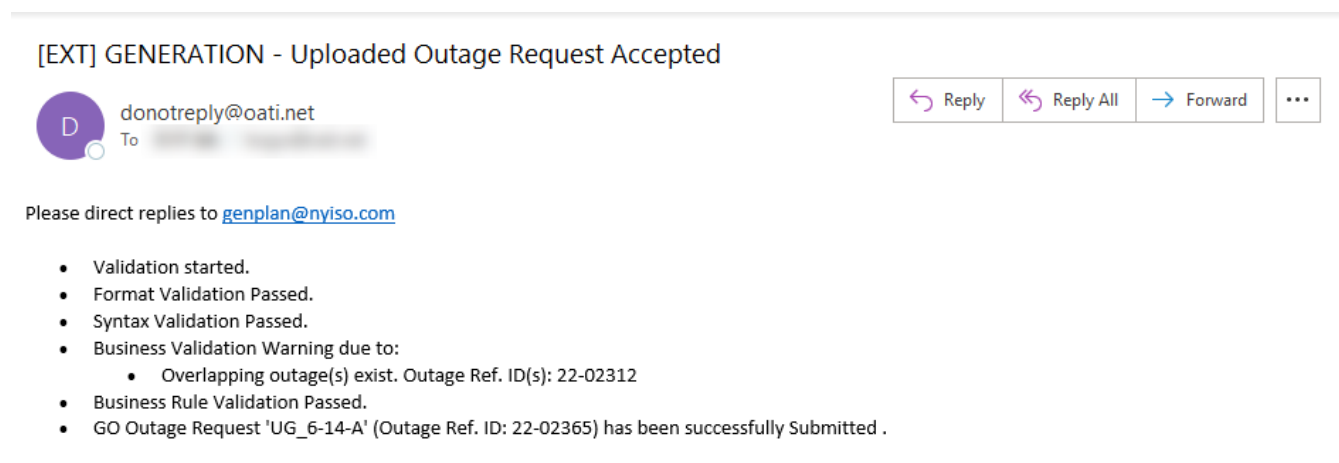 [EXT] GENERATION - Uploaded Outage Request Accepted
D
donotreply@oati.net
To
Reply
Reply All
Forward
Please direct replies to genplan@nyiso.com
• Validation started.
• Format Validation Passed.
• Syntax Validation Passed.
• Business Validation Warning due to:
• Overlapping outage(s) exist. Outage Ref. ID(s): 22-02312
• Business Rule Validation Passed.
• GO Outage Request 'UG_6-14-A' (Outage Ref. ID: 22-02365) has been successfully Submitted .